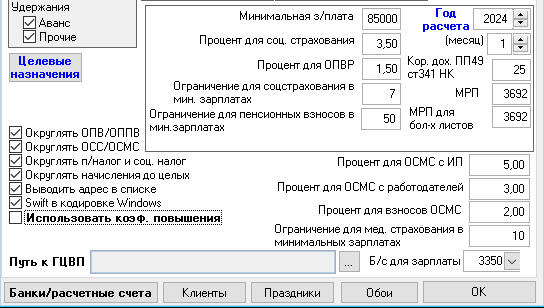 Удержания
Аванс
Прочие
Целевые
назначения
Минимальная з/плата 85000
Год
расчета 2024
Процент для соц. страхования 3,50
(месяц) 1
Процент для ОПВР 1,50
Кор. дох. ПП49
ст341 НК 25
Ограничение для соцстрахования в
мин. зарплатах 7
МРП 3692
Ограничение для пенсионных взносов в
мин.зарплатах 50
МРП для
бол-х листов 3692
Округлять ОПВ/ОППВ
Округлять ОСС/ОСМС
Округлять п/налог и соц. налог
Округлять начисления до целых
Выводить адрес в списке
Swift в кодировке Windows
Использовать коэф. повышения
Процент для ОСМС с ИП 5,00
Процент для ОСМС с работодателей 3,00
Процент для взносов ОСМС 2,00
Ограничение для мед. страхования в
минимальных зарплатах 10
Путь к ГЦВП ... Б/с для зарплаты 3350
Банки/расчетные счета Клиенты Праздники Обои OK